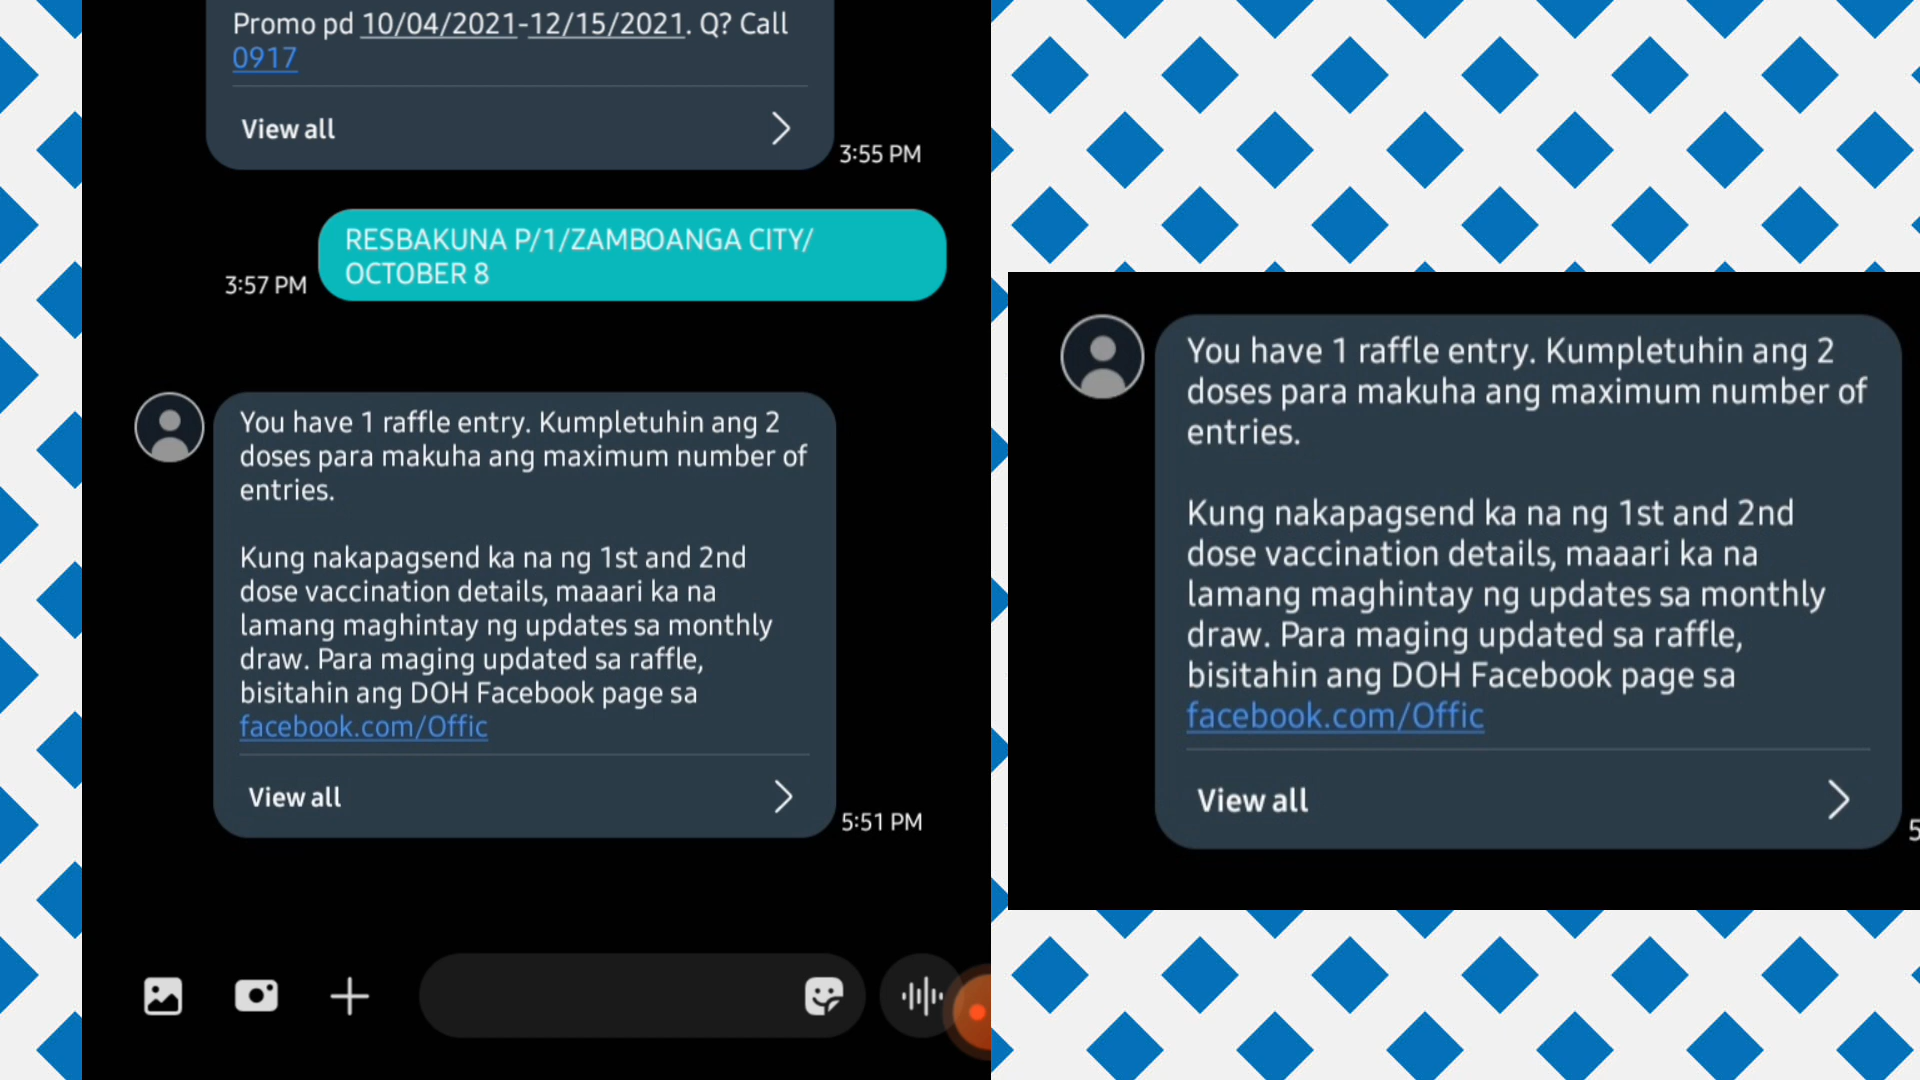 Promo pd 10/04/2021-12/15/2021. Q? Call
0917
View all
3:55 PM
RESBAKUNA P/1/ZAMBOANGA CITY/
OCTOBER 8
3:57 PM
You have 1 raffle entry. Kumpletuhin ang 2
doses para makuha ang maximum number of
entries.
Kung nakapagsend ka na ng 1st and 2nd
dose vaccination details, maaari ka na
lamang maghintay ng updates sa monthly
draw. Para maging updated sa raffle,
bisitahin ang DOH Facebook page sa
facebook.com/Offic
View all
5:51 PM
You have 1 raffle entry. Kumpletuhin ang 2
doses para makuha ang maximum number of
entries.
Kung nakapagsend ka na ng 1st and 2nd
dose vaccination details, maaari ka na
lamang maghintay ng updates sa monthly
draw. Para maging updated sa raffle,
bisitahin ang DOH Facebook page sa
facebook.com/Offic
View all
5